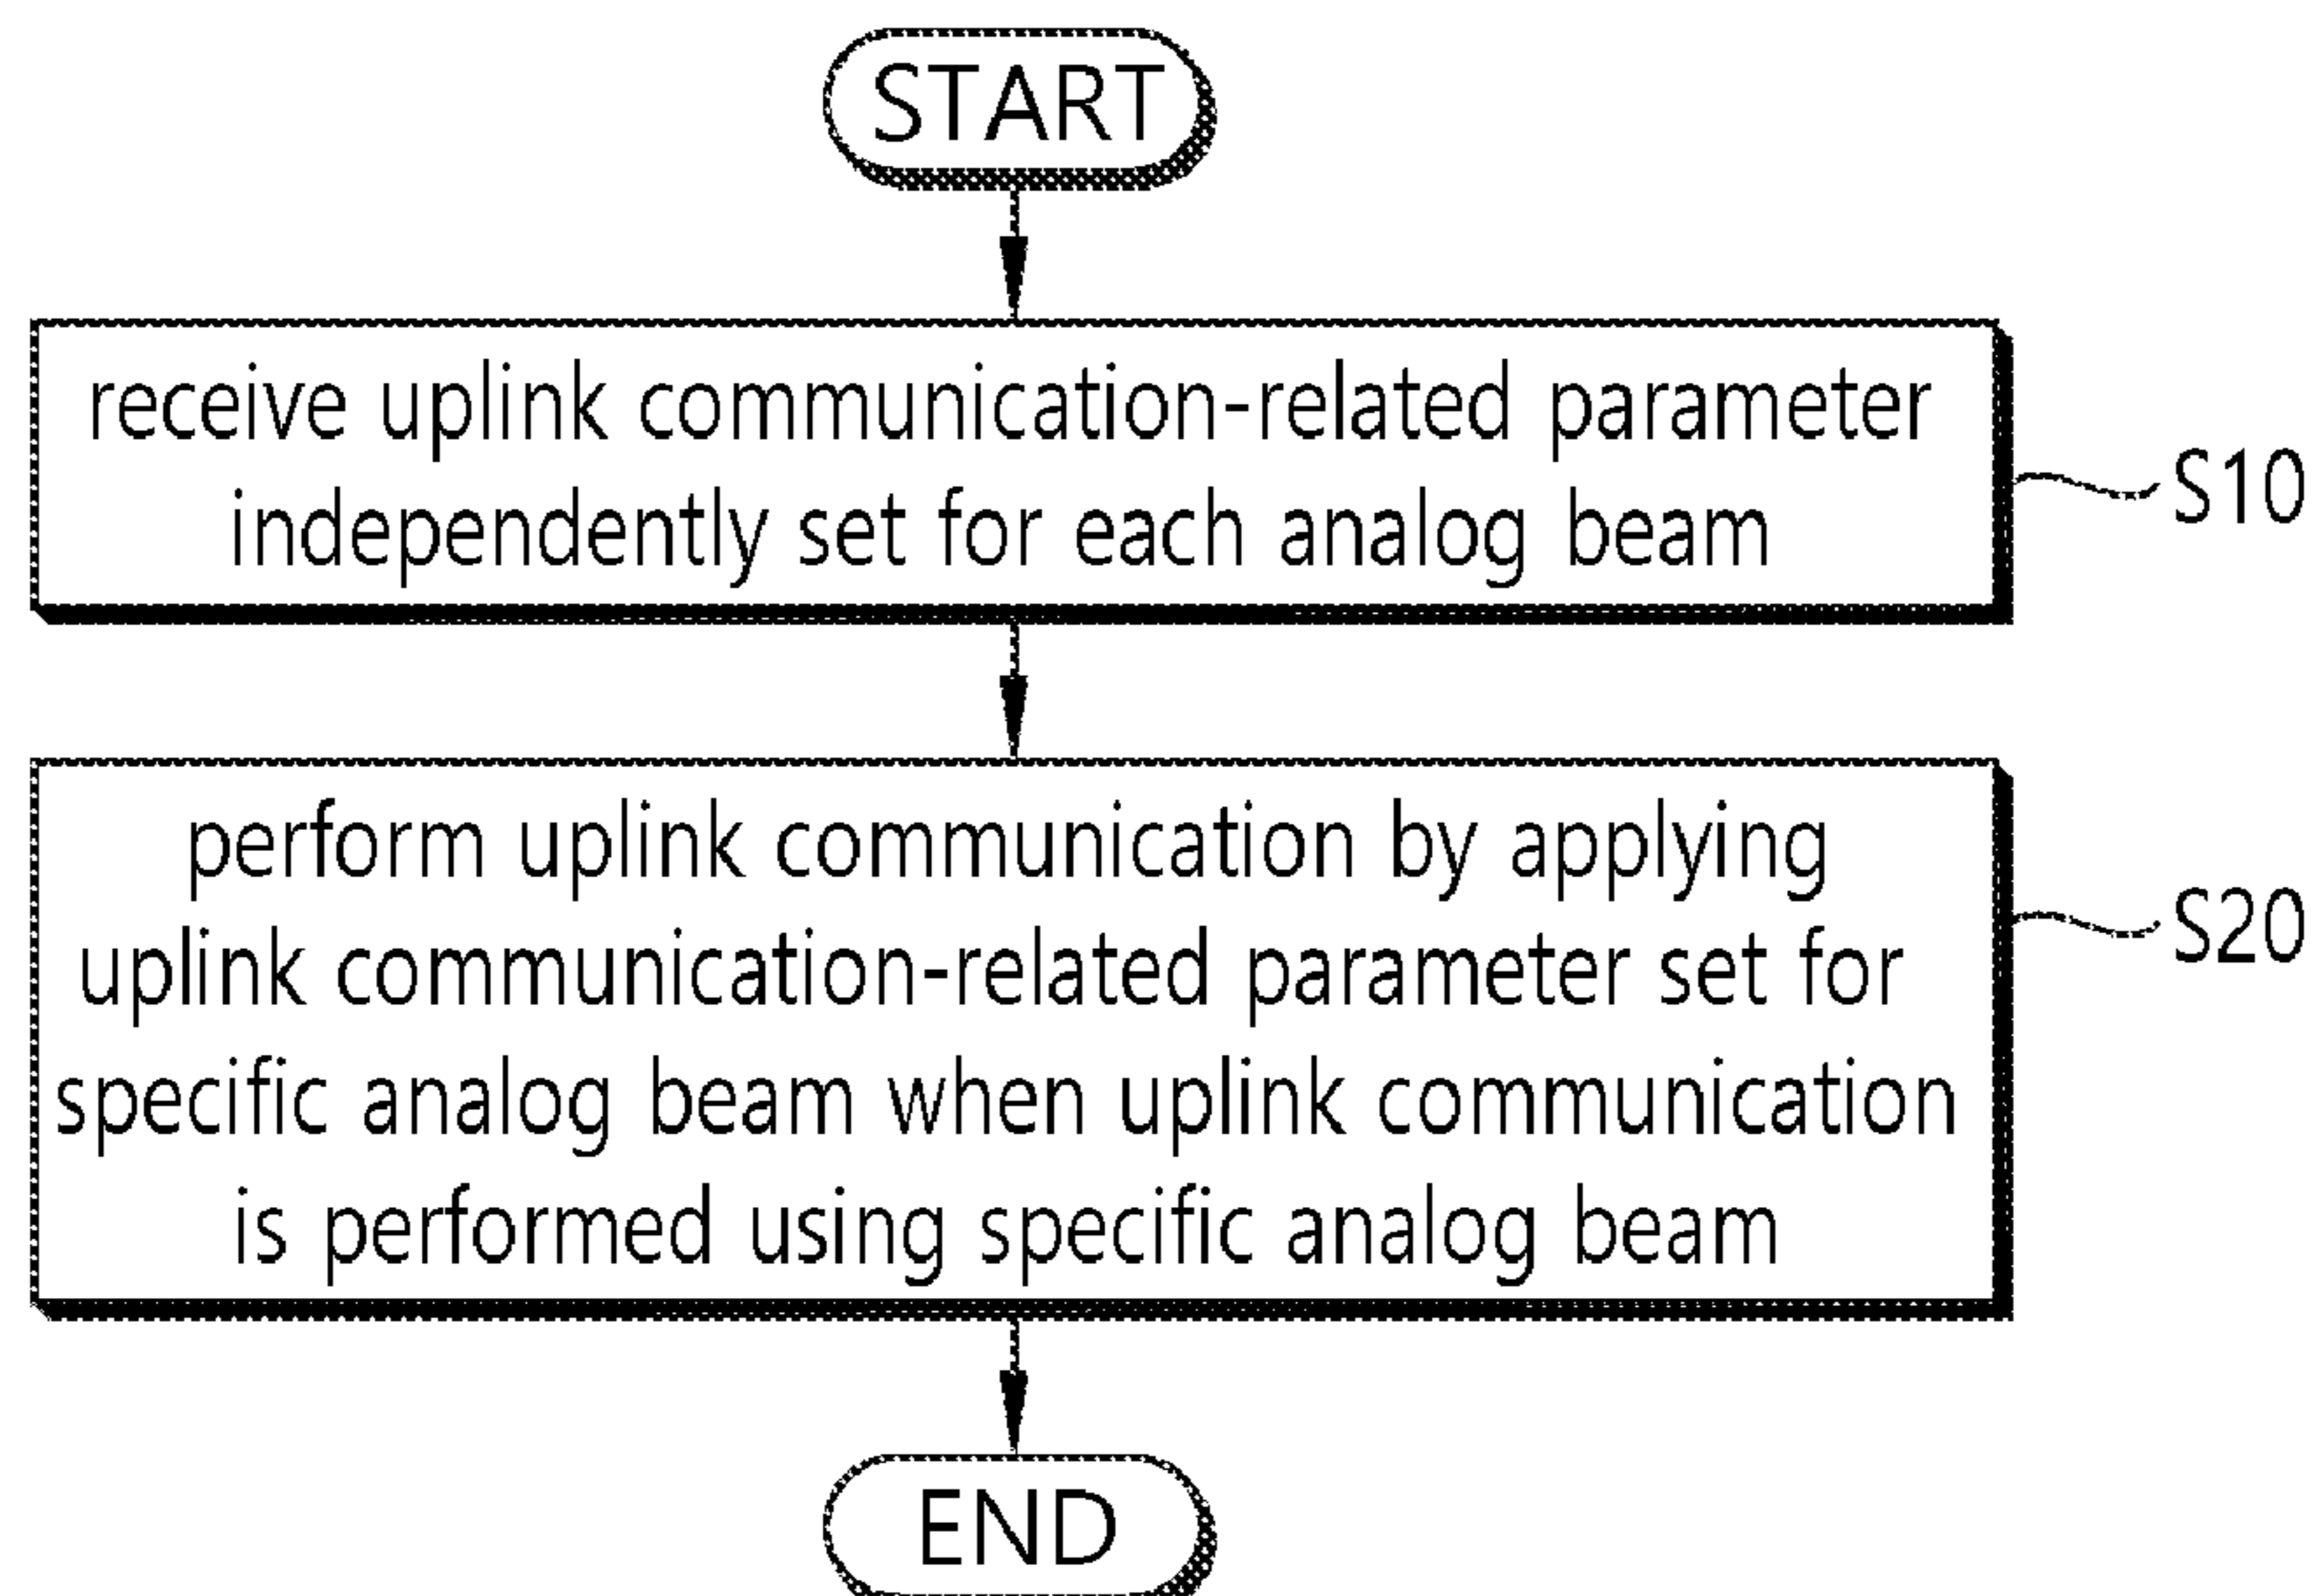 START
receive uplink communication-related parameter
independently set for each analog beam
S10
perform uplink communication by applying
uplink communication-related parameter set for
specific analog beam when uplink communication
is performed using specific analog beam
S20
END